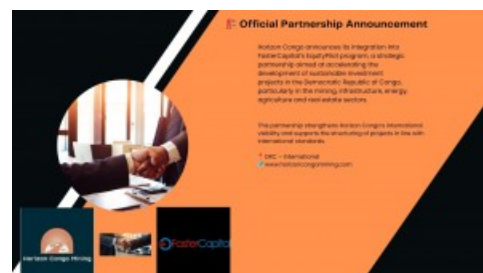 Official Partnership Announcement
Horizon Congo announces its integration into
FasterCapital's EquityPilot program, a strategic
partnership aimed at accelerating the
development of sustainable investment
projects in the Democratic Republic of Congo,
particularly in the mining, infrastructure, energy,
agriculture and real estate sectors.
This partnership strengthens Horizon Congo's international
visibility and supports the structuring of projects in line with
international standards.
DRC – International
www.horizoncongomining.com
Horizon Congo Mining
FasterCapital